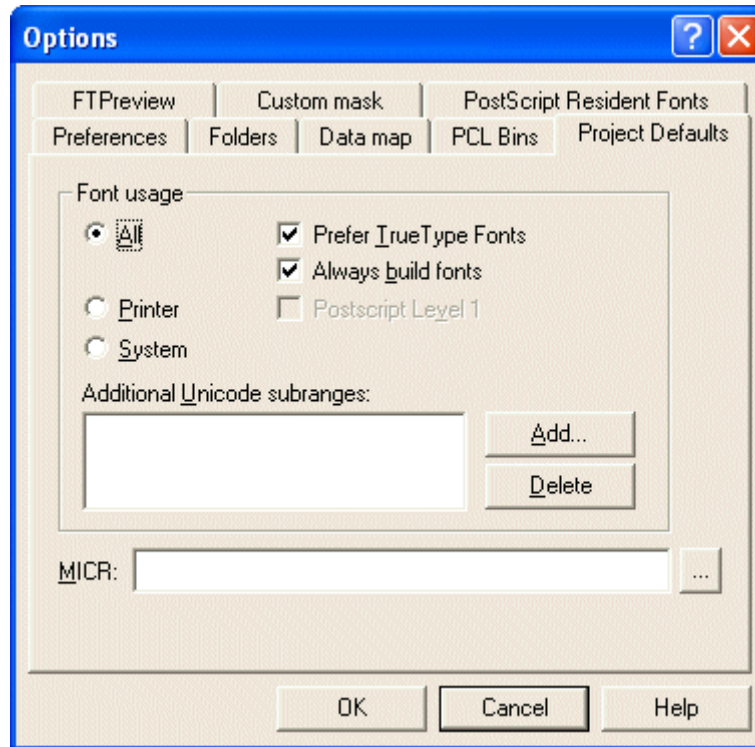 Options
FTPreview Custom mask PostScript Resident Fonts
Preferences Folders Data map PCL Bins Project Defaults
Font usage
All Prefer TrueType Fonts
Always build fonts
Printer Postscript Level 1
System
Additional Unicode subranges:
Add...
Delete
MICR: ...
OK Cancel Help